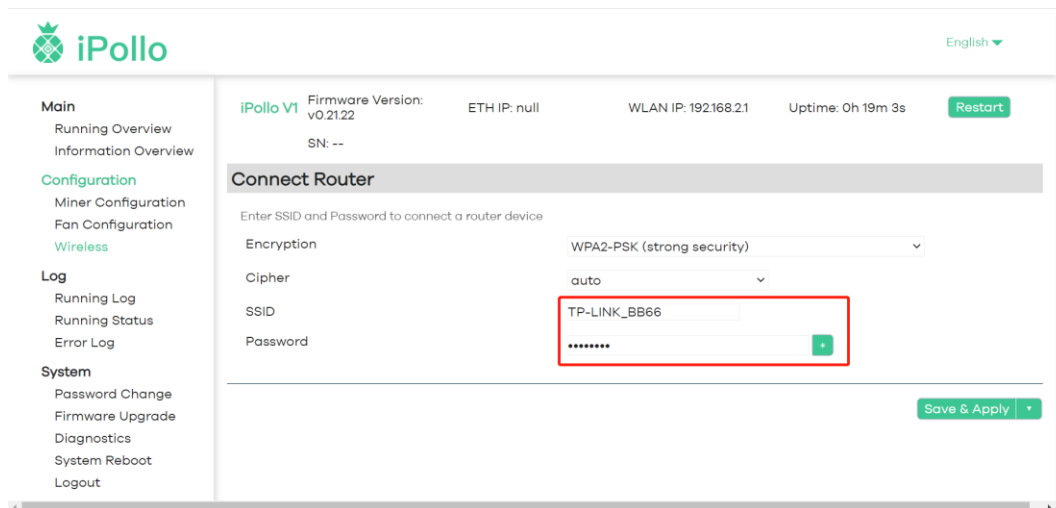 iPollo
English
Main
Running Overview
Information Overview
Configuration
Miner Configuration
Fan Configuration
Wireless
Log
Running Log
Running Status
Error Log
System
Password Change
Firmware Upgrade
Diagnostics
System Reboot
Logout
iPollo V1
Firmware Version:
v0.21.22
ETH IP: null
WLAN IP: 192.168.2.1
Uptime: 0h 19m 3s
Restart
SN: --
Connect Router
Enter SSID and Password to connect a router device
Encryption
WPA2-PSK (strong security)
Cipher
auto
SSID
TP-LINK_BB66
Password
••••••••
*
Save & Apply